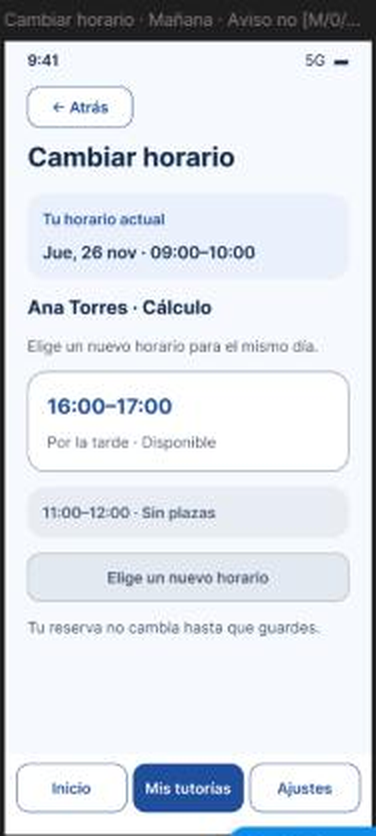 Cambiar horario · Mañana · Aviso no [M/0/...
9:41
5G
← Atrás
Cambiar horario
Tu horario actual
Jue, 26 nov · 09:00–10:00
Ana Torres · Cálculo
Elige un nuevo horario para el mismo día.
16:00–17:00
Por la tarde · Disponible
11:00–12:00 · Sin plazas
Elige un nuevo horario
Tu reserva no cambia hasta que guardes.
Inicio
Mis tutorías
Ajustes